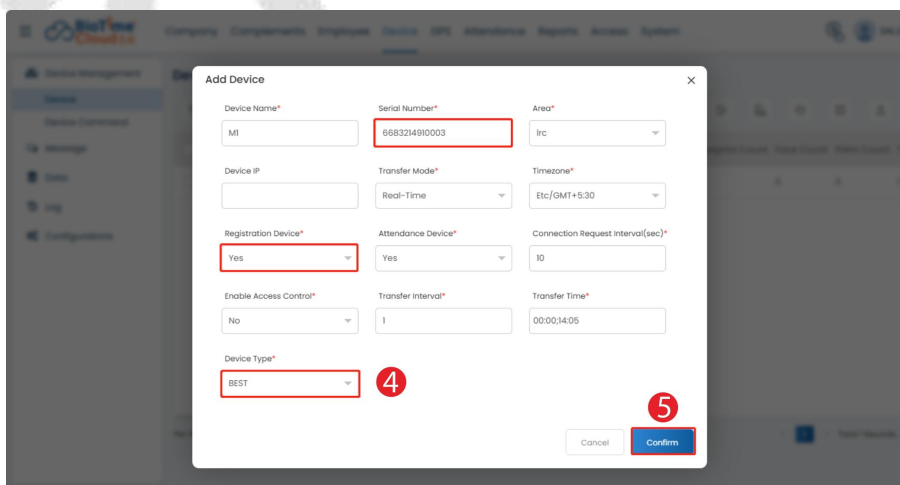 BioTime
Cloud 2.0
Company Complements Employee Device GPS Attendance Reports Access System
Device Management
Device
Device Command
Message
Data
Log
Configurations
Add Device
Device Name*
Serial Number*
Area*
M1
6683214910003
lrc
Device IP
Transfer Mode*
Timezone*
Real-Time
Etc/GMT+5:30
Registration Device*
Attendance Device*
Connection Request Interval(sec)*
Yes
Yes
10
Enable Access Control*
Transfer Interval*
Transfer Time*
No
1
00:00;14:05
Device Type*
BEST
4
5
Cancel
Confirm